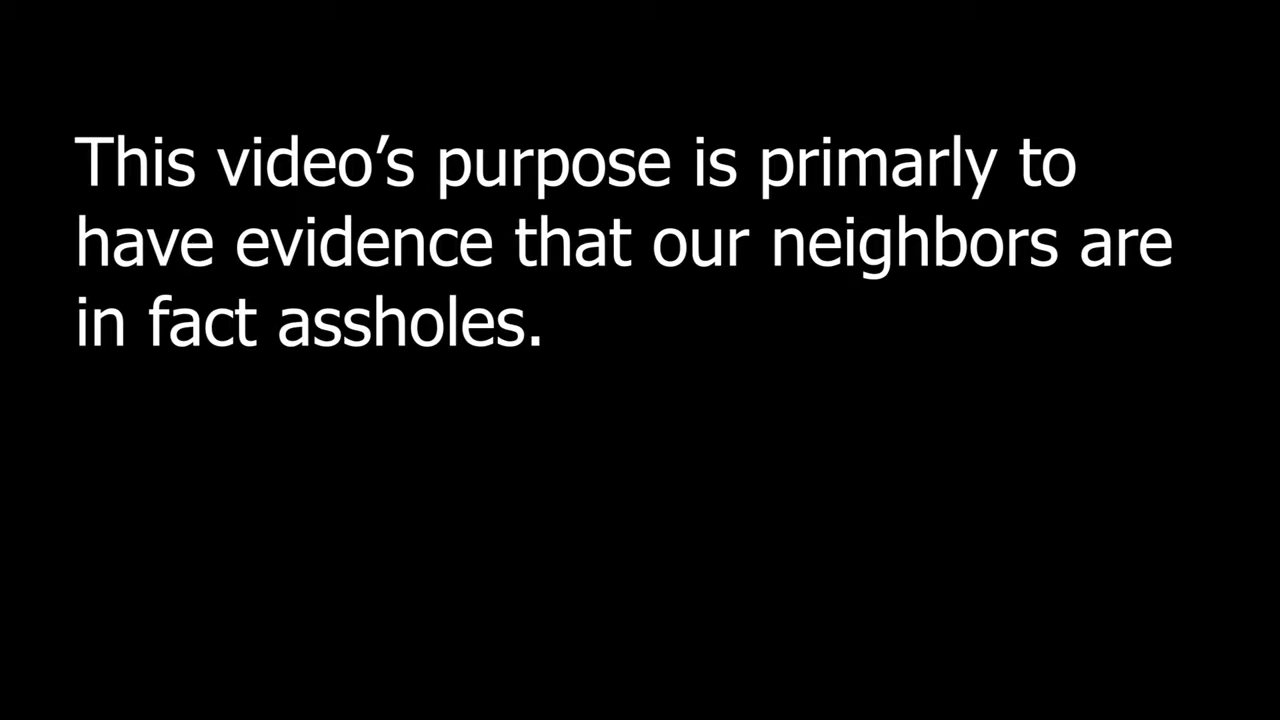 This video’s purpose is primarly to
have evidence that our neighbors are
in fact assholes.